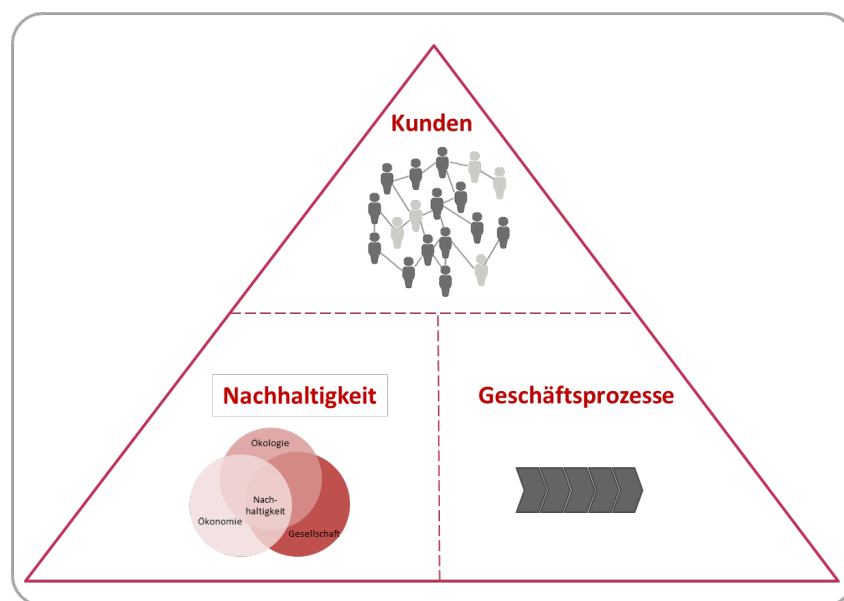 Kunden
Nachhaltigkeit
Geschäftsprozesse
Ökologie
Nach-
haltigkeit
Ökonomie
Gesellschaft